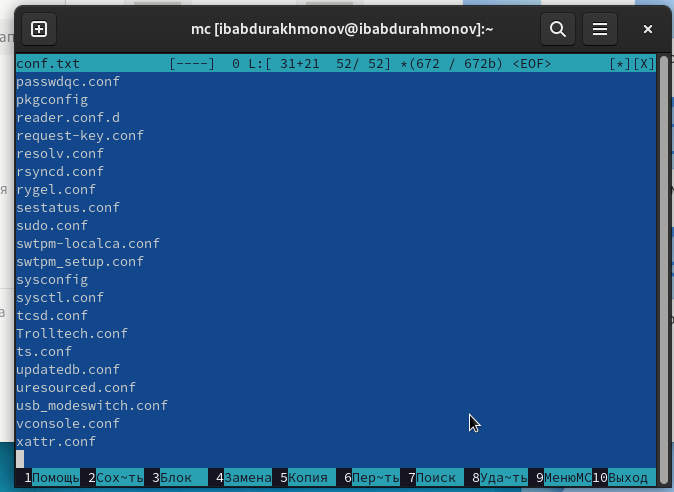 mc [ibabdurakhmonov@ibabdurahmonov]:~
conf.txt [----] 0 L:[ 31+21 52/ 52] *(672 / 672b) <EOF> [*][X]
passwdqc.conf
pkgconfig
reader.conf.d
request-key.conf
resolv.conf
rsyncd.conf
rygel.conf
sestatus.conf
sudo.conf
swtpm-localca.conf
swtpm_setup.conf
sysconfig
sysctl.conf
tcsd.conf
Trolltech.conf
ts.conf
updatedb.conf
uresourced.conf
usb_modeswitch.conf
vconsole.conf
xattr.conf
1Помощь 2Сох~ть 3Блок 4Замена 5Копия 6Пер~ть 7Поиск 8Уда~ть 9МенюMC 10Выход